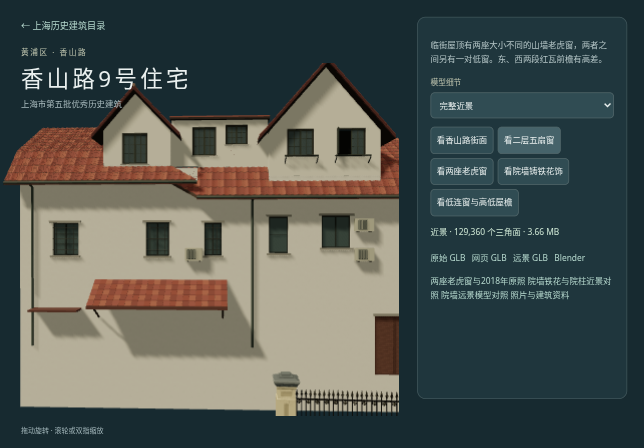 ← 上海历史建筑目录
黄浦区 · 香山路
香山路9号住宅
上海市第五批优秀历史建筑
临街屋顶有两座大小不同的山墙老虎窗，两者之
间另有一对低窗。东、西两段红瓦前檐有高差。
模型细节
完整近景
看香山路街面
看二层五扇窗
看两座老虎窗
看院墙铸铁花饰
看低连窗与高低屋檐
近景 · 129,360 个三角面 · 3.66 MB
原始 GLB 网页 GLB 远景 GLB Blender
两座老虎窗与2018年原照 院墙铁花与院柱近景对
照 院墙远景模型对照 照片与建筑资料
拖动旋转 · 滚轮或双指缩放